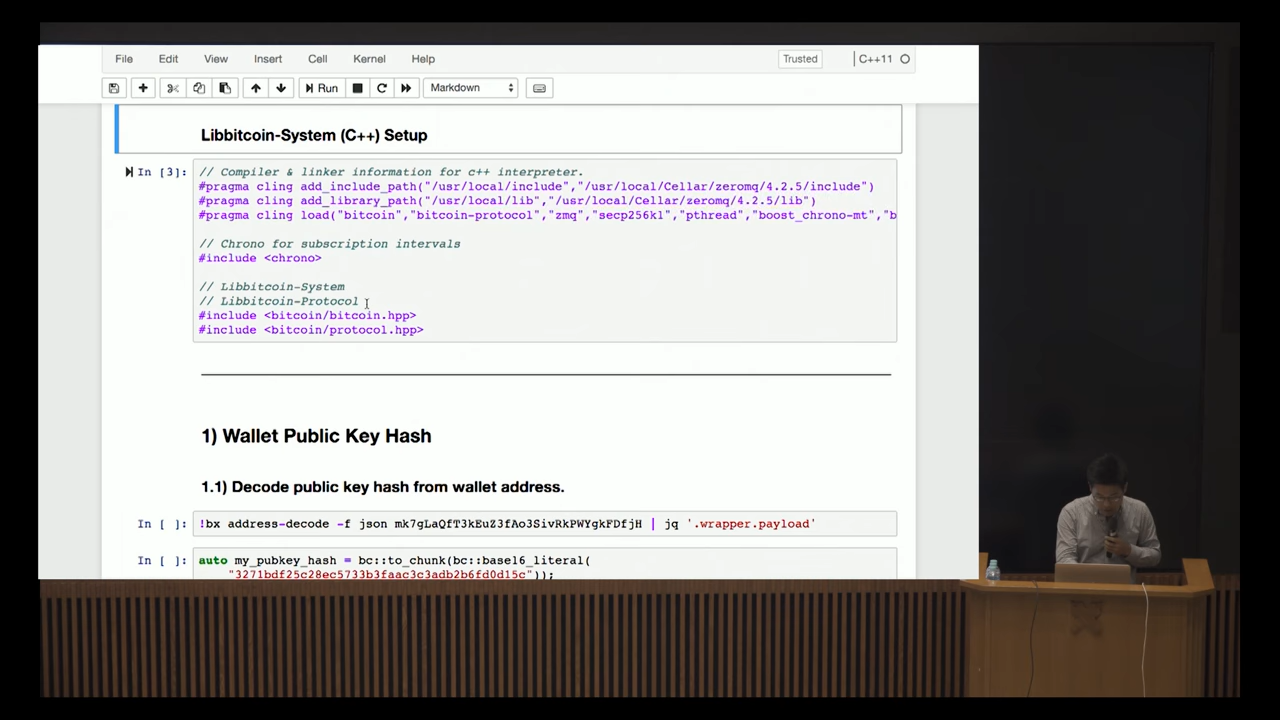 File Edit View Insert Cell Kernel Help Trusted C++11
Run Markdown
Libbitcoin-System (C++) Setup
In [3]: // Compiler & linker information for c++ interpreter.
#pragma cling add_include_path("/usr/local/include","/usr/local/Cellar/zeromq/4.2.5/include")
#pragma cling add_library_path("/usr/local/lib","/usr/local/Cellar/zeromq/4.2.5/lib")
#pragma cling load("bitcoin","bitcoin-protocol","zmq","secp256k1","pthread","boost_chrono-mt","b
// Chrono for subscription intervals
#include <chrono>
// Libbitcoin-System
// Libbitcoin-Protocol
#include <bitcoin/bitcoin.hpp>
#include <bitcoin/protocol.hpp>
1) Wallet Public Key Hash
1.1) Decode public key hash from wallet address.
In [ ]: !bx address-decode -f json mk7gLaQfT3kEuZ3fAo3SivRkPWYgkFDfjH | jq '.wrapper.payload'
In [ ]: auto my_pubkey_hash = bc::to_chunk(bc::base16_literal(
"3271bdf25c28ec5733b3faac3c3adb2b6fd0d15c"));